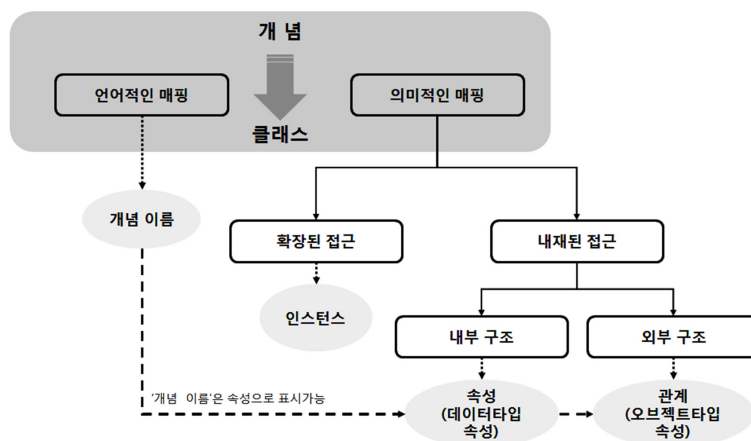 개 념
언어적인 매핑
의미적인 매핑
클래스
개념 이름
확장된 접근
내재된 접근
인스턴스
내부 구조
외부 구조
'개념 이름'은 속성으로 표시가능
속성
(데이터타입
속성)
관계
(오브젝트타입
속성)